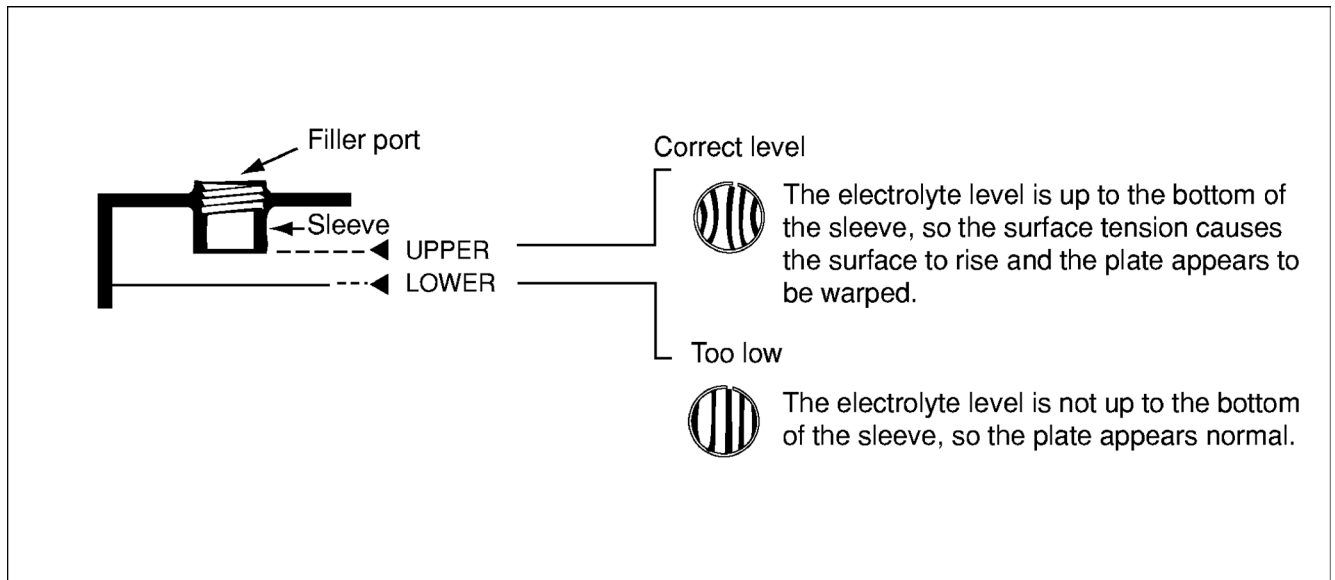 Filler port
Sleeve
UPPER
LOWER
Correct level
The electrolyte level is up to the bottom of
the sleeve, so the surface tension causes
the surface to rise and the plate appears to
be warped.
Too low
The electrolyte level is not up to the bottom
of the sleeve, so the plate appears normal.